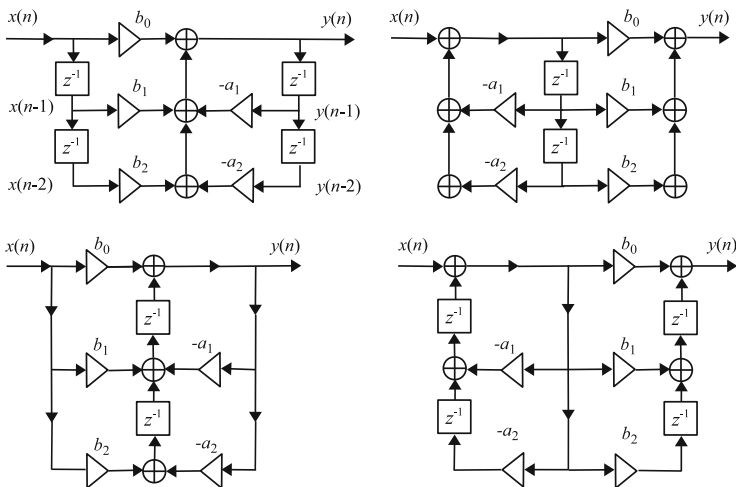 x(n) b₀ y(n)
z⁻¹ z⁻¹
x(n-1) b₁ -a₁ y(n-1)
z⁻¹ z⁻¹
x(n-2) b₂ -a₂ y(n-2)
x(n) b₀ y(n)
z⁻¹
-a₁ b₁
z⁻¹
-a₂ b₂
x(n) b₀ y(n)
z⁻¹
b₁ -a₁
z⁻¹
b₂ -a₂
x(n) b₀ y(n)
z⁻¹ z⁻¹
-a₁ b₁
z⁻¹ z⁻¹
-a₂ b₂